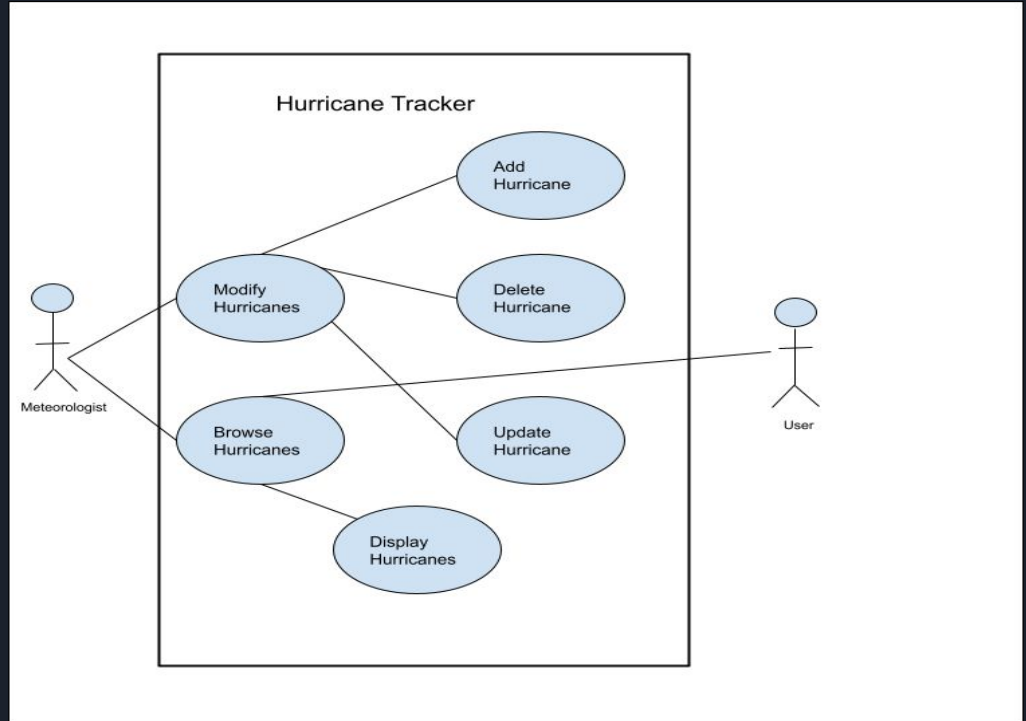 Hurricane Tracker
Add
Hurricane
Modify
Hurricanes
Delete
Hurricane
Meteorologist
User
Browse
Hurricanes
Update
Hurricane
Display
Hurricanes